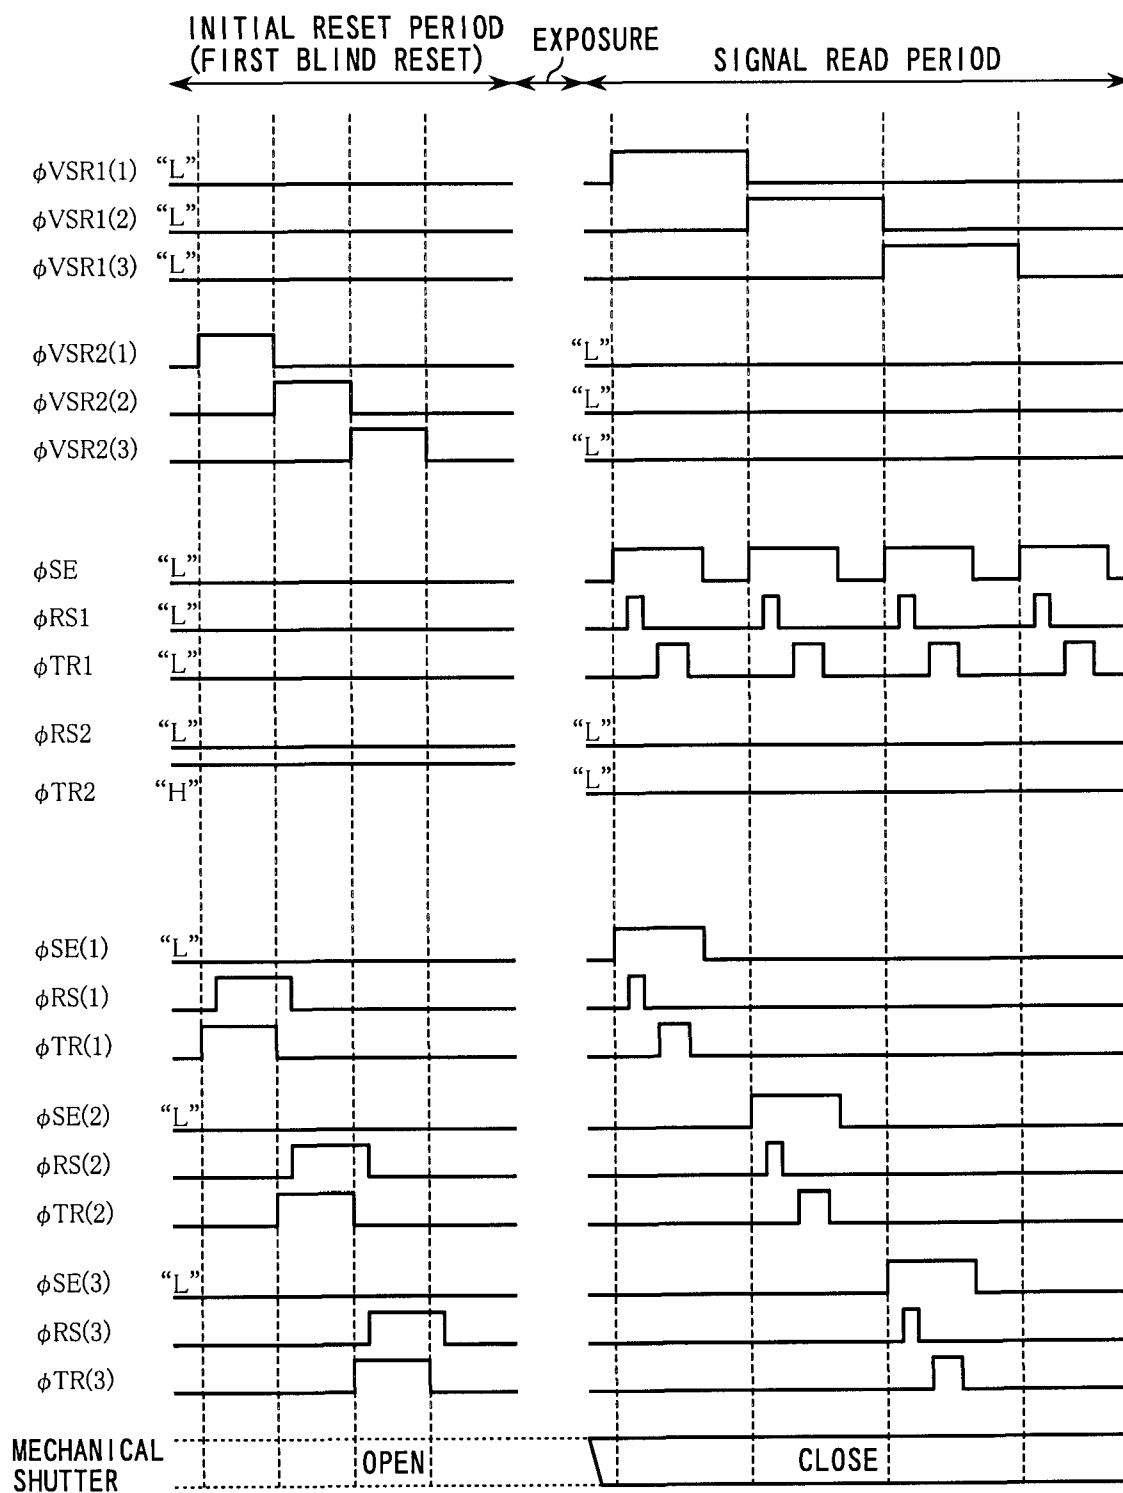 INITIAL RESET PERIOD
(FIRST BLIND RESET)
EXPOSURE
SIGNAL READ PERIOD
ϕVSR1(1) “L”
ϕVSR1(2) “L”
ϕVSR1(3) “L”
ϕVSR2(1) “L”
ϕVSR2(2) “L”
ϕVSR2(3) “L”
ϕSE “L”
ϕRS1 “L”
ϕTR1 “L”
ϕRS2 “L” “L”
ϕTR2 “H” “L”
ϕSE(1) “L”
ϕRS(1)
ϕTR(1)
ϕSE(2) “L”
ϕRS(2)
ϕTR(2)
ϕSE(3) “L”
ϕRS(3)
ϕTR(3)
MECHANICAL
SHUTTER
OPEN
CLOSE